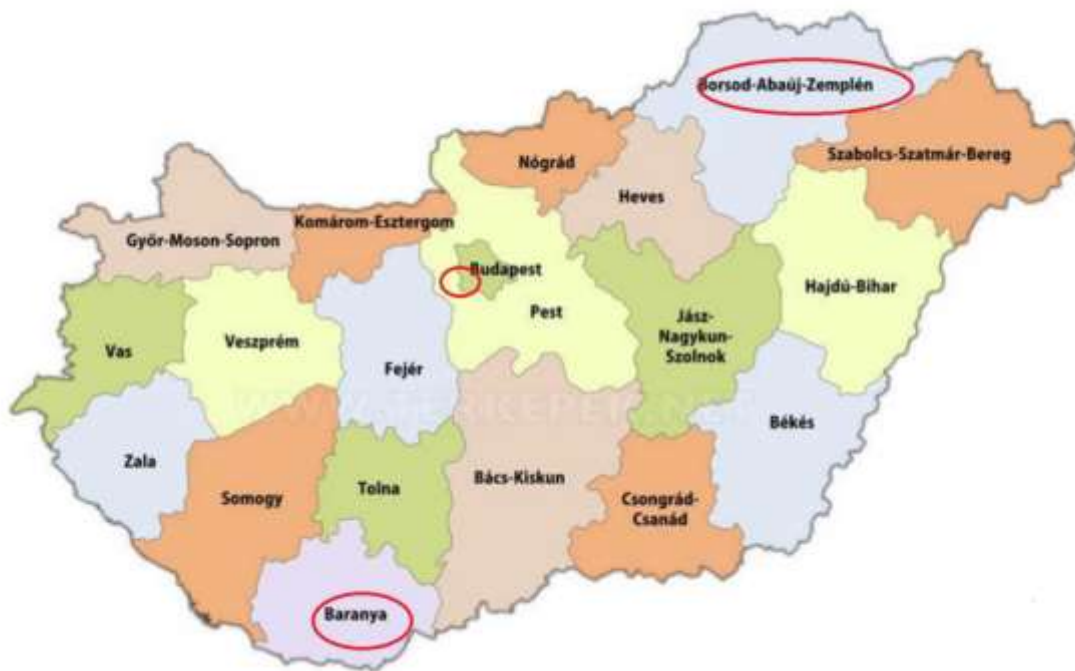 Borsod-Abaúj-Zemplén
Szabolcs-Szatmár-Bereg
Nógrád
Heves
Komárom-Esztergom
Győr-Moson-Sopron
Budapest
Pest
Hajdú-Bihar
Jász-
Nagykun-
Szolnok
Vas
Veszprém
Fejér
Békés
Zala
Somogy
Tolna
Bács-Kiskun
Csongrád-
Csanád
Baranya